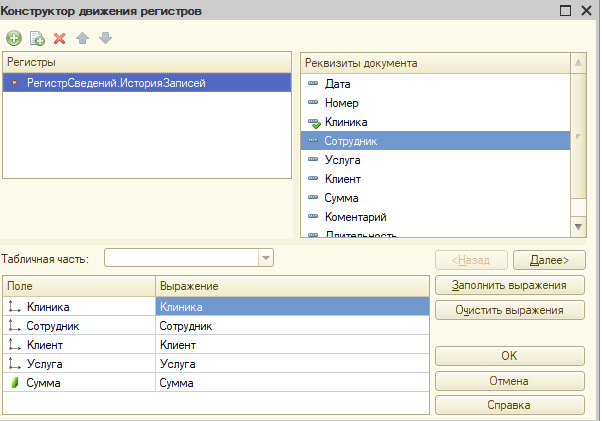 Конструктор движения регистров
Регистры
РегистрСведений.ИсторияЗаписей
Реквизиты документа
Дата
Номер
Клиника
Сотрудник
Услуга
Клиент
Сумма
Коментарий
Длительность
Табличная часть:
<Назад
Далее>
Поле
Выражение
Клиника
Клиника
Сотрудник
Сотрудник
Клиент
Клиент
Услуга
Услуга
Сумма
Сумма
Заполнить выражения
Очистить выражения
ОК
Отмена
Справка